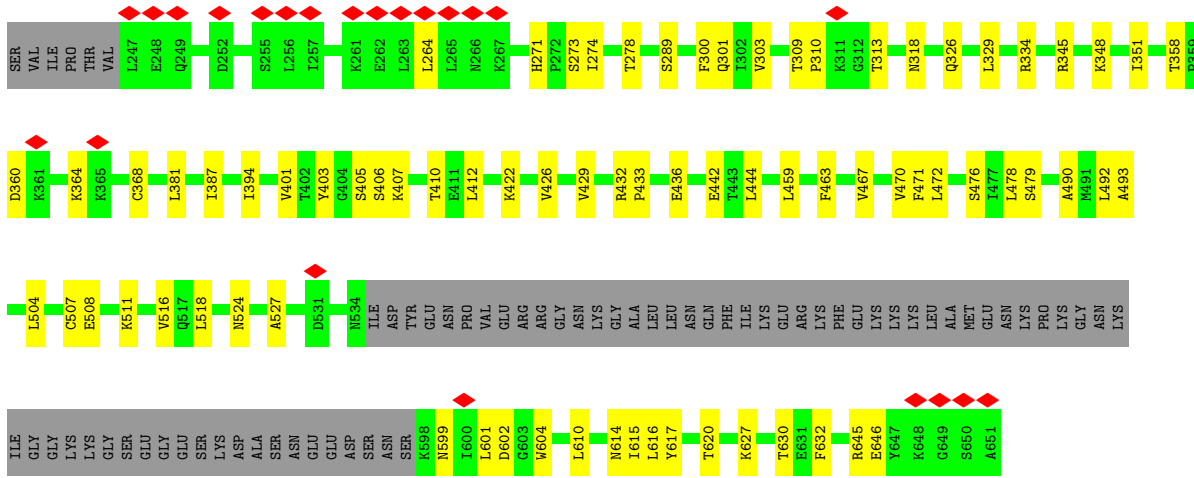 SER VAL ILE PRO THR VAL L247 E248 Q249 D252 S255 L256 I257 K261 E262 L263 L264 L265 N266 K267 H271 P272 S273 I274 T278 S289 F300 Q301 I302 V303 T309 P310 K311 G312 T313 N318 Q326 L329 R334 R345 K348 I351 T358 P359
D360 K361 K364 K365 C368 L381 I387 I394 V401 T402 Y403 G404 S405 S406 K407 T410 E411 L412 K422 V426 V429 R432 P433 E436 E442 T443 L444 L459 F463 V467 V470 F471 L472 S476 I477 L478 S479 A490 M491 L492 A493
L504 C507 E508 K511 V516 Q517 L518 N524 A527 D531 N534 ILE ASP TYR GLU ASN PRO VAL GLU ARG ARG GLY ASN LYS GLY ALA LEU LEU ASN GLN PHE ILE LYS GLU ARG LYS PHE GLU LYS LYS LYS LEU ALA MET GLU ASN LYS PRO LYS GLY ASN LYS
ILE GLY GLY LYS LYS GLY SER GLU GLY GLU SER LYS ASP ALA SER ASN GLU GLU ASP SER ASN SER K598 N599 I600 L601 D602 G603 W604 L610 N614 I615 L616 Y617 T620 K627 T630 E631 F632 R645 E646 Y647 K648 G649 S650 A651